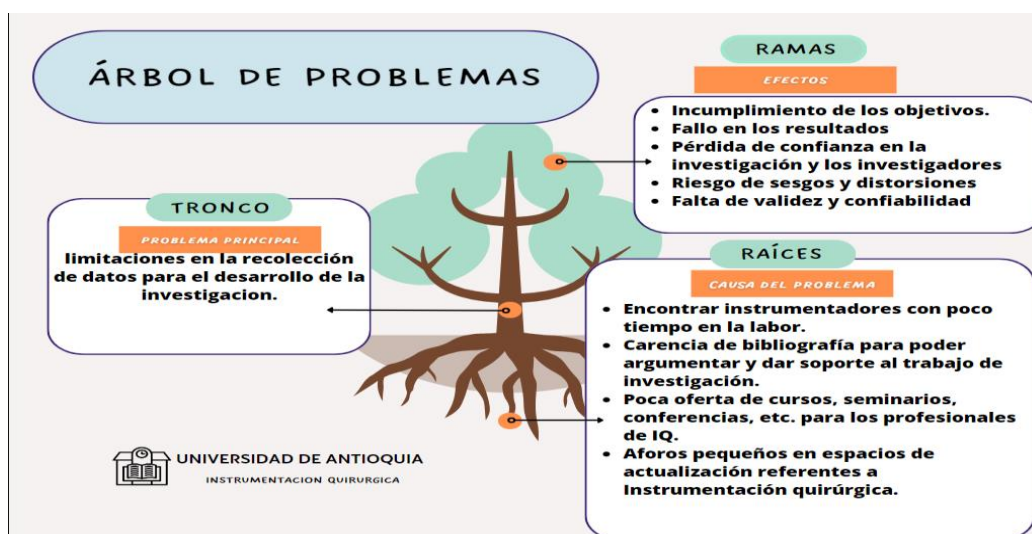 ÁRBOL DE PROBLEMAS
RAMAS
EFECTOS
• Incumplimiento de los objetivos.
• Fallo en los resultados
• Pérdida de confianza en la
investigación y los investigadores
• Riesgo de sesgos y distorsiones
• Falta de validez y confiabilidad
TRONCO
PROBLEMA PRINCIPAL
limitaciones en la recolección
de datos para el desarrollo de la
investigacion.
RAÍCES
CAUSA DEL PROBLEMA
• Encontrar instrumentadores con poco
tiempo en la labor.
• Carencia de bibliografía para poder
argumentar y dar soporte al trabajo de
investigación.
• Poca oferta de cursos, seminarios,
conferencias, etc. para los profesionales
de IQ.
• Aforos pequeños en espacios de
actualización referentes a
Instrumentación quirúrgica.
UNIVERSIDAD DE ANTIOQUIA
INSTRUMENTACION QUIRURGICA